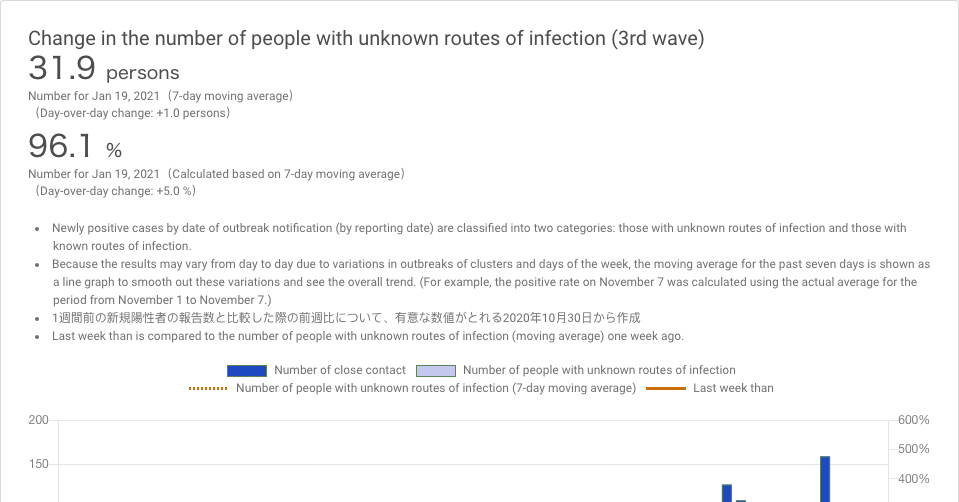 Change in the number of people with unknown routes of infection (3rd wave)
31.9 persons
Number for Jan 19, 2021（7-day moving average）
（Day-over-day change: +1.0 persons）
96.1 %
Number for Jan 19, 2021（Calculated based on 7-day moving average）
（Day-over-day change: +5.0 %）
• Newly positive cases by date of outbreak notification (by reporting date) are classified into two categories: those with unknown routes of infection and those with
known routes of infection.
• Because the results may vary from day to day due to variations in outbreaks of clusters and days of the week, the moving average for the past seven days is shown as
a line graph to smooth out these variations and see the overall trend. (For example, the positive rate on November 7 was calculated using the actual average for the
period from November 1 to November 7.)
• 1週間前の新規陽性者の報告数と比較した際の前週比について、有意な数値がとれる2020年10月30日から作成
• Last week than is compared to the number of people with unknown routes of infection (moving average) one week ago.
Number of close contact Number of people with unknown routes of infection
Number of people with unknown routes of infection (7-day moving average) Last week than
200 600%
500%
150
400%